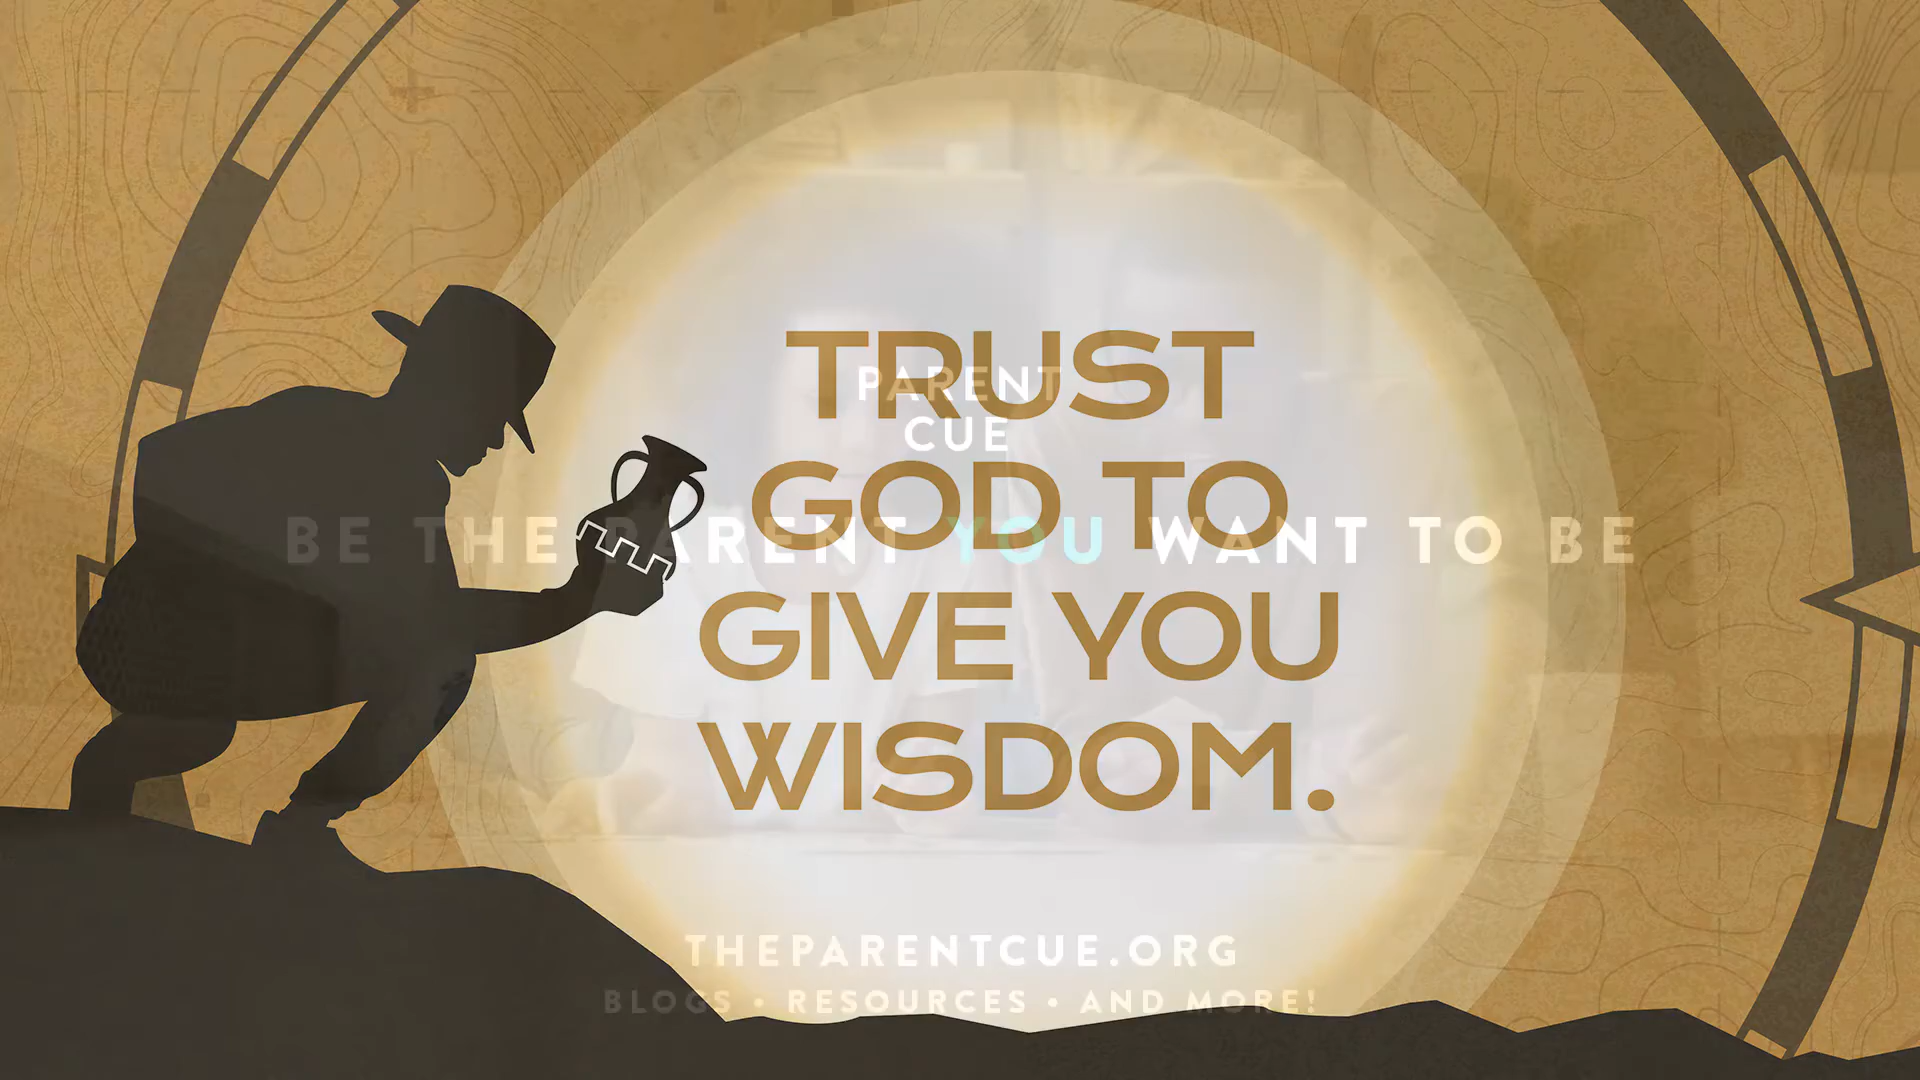 TRUST
PARENT
CUE
GOD TO
BE THE PARENT YOU WANT TO BE
GIVE YOU
WISDOM.
THEPARENTCUE.ORG
BLOGS • RESOURCES • AND MORE!